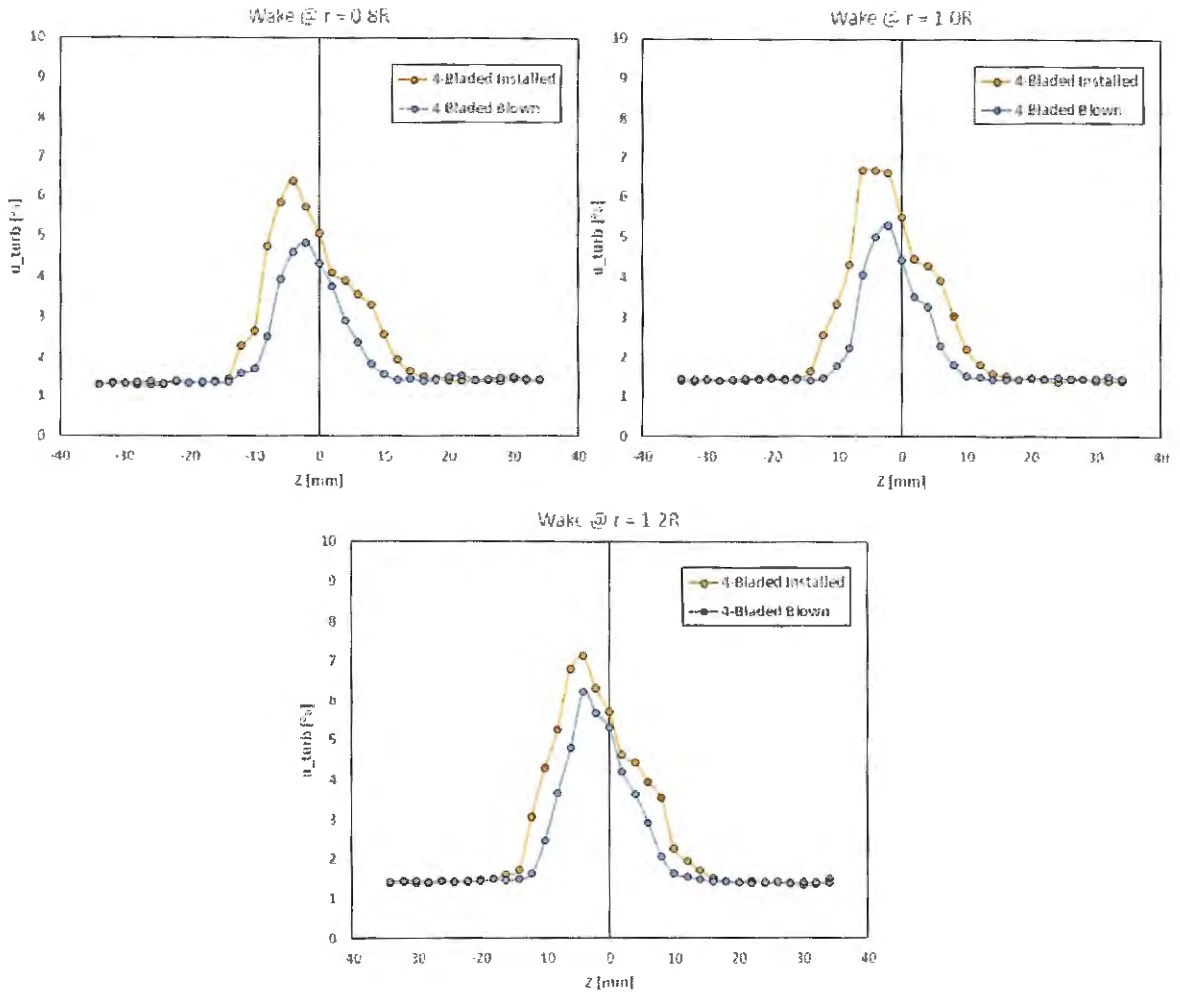 Wake @ r = 0.8R
10
9
8
7
6
5
4
3
2
1
0
u_turb [%]
4-Bladed Installed
4 Bladed Blown
-40 -30 -20 -10 0 10 20 30 40
Z [mm]
Wake @ r = 1.0R
10
9
8
7
6
5
4
3
2
1
0
u_turb [%]
4-Bladed Installed
4 Bladed Blown
-40 -30 -20 10 0 10 20 30 40
Z [mm]
Wake @ r = 1.2R
10
9
8
7
6
5
4
3
2
1
0
u_turb [%]
4-Bladed Installed
4-Bladed Blown
40 30 20 10 0 10 20 30 40
Z [mm]